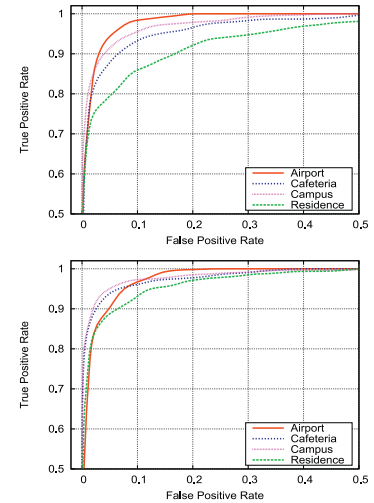 1
0.9
0.8
0.7
0.6
0.5
0
0.1
0.2
0.3
0.4
0.5
True Positive Rate
False Positive Rate
Airport
Cafeteria
Campus
Residence
1
0.9
0.8
0.7
0.6
0.5
0
0.1
0.2
0.3
0.4
0.5
True Positive Rate
False Positive Rate
Airport
Cafeteria
Campus
Residence